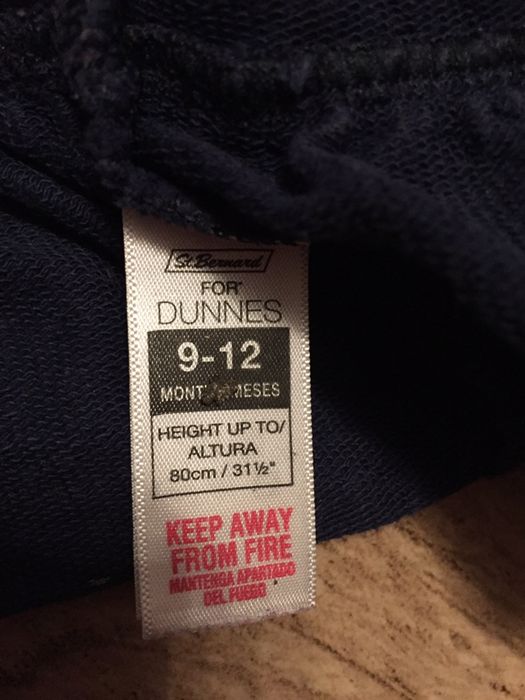 St. Bernard
FOR
DUNNES
9-12
MESES
HEIGHT UP TO/
ALTURA
80cm / 31½"
KEEP AWAY
FROM FIRE
MANTENGA APARTADO
DEL FUEGO